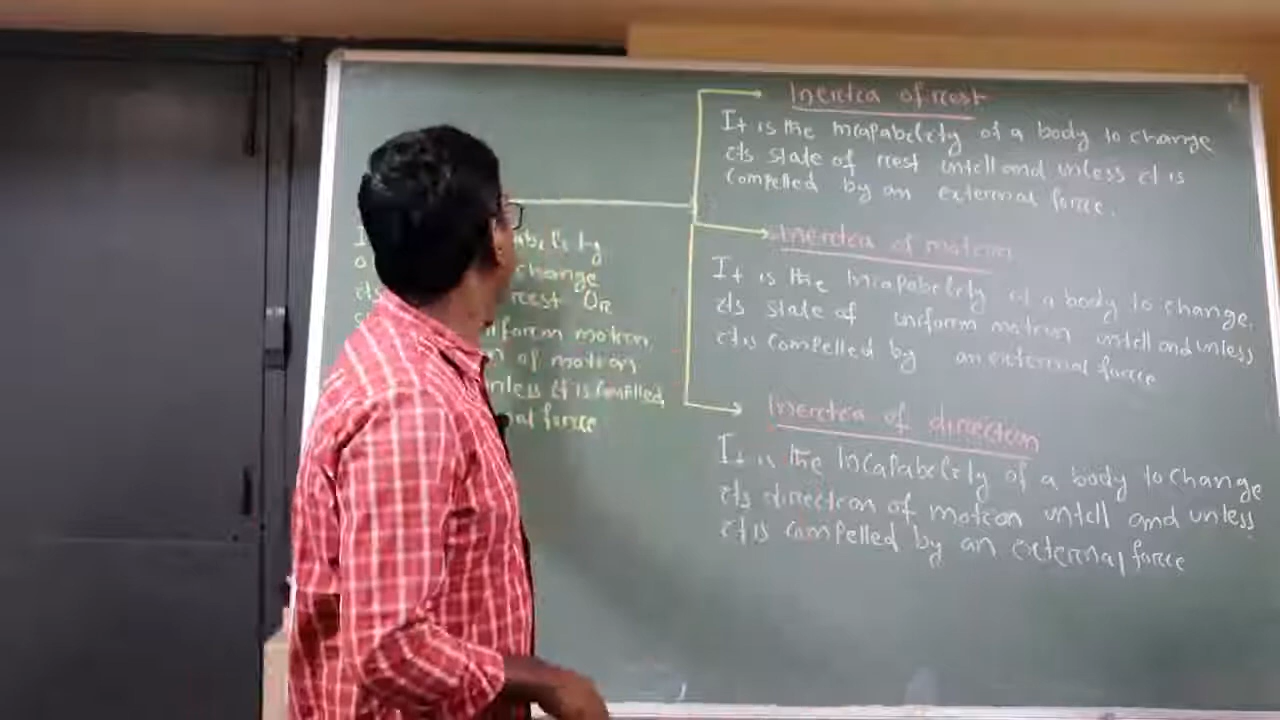 change
rest Or
uniform motion
of motion
unless it is compelled
force
Inertia of rest
It is the incapability of a body to change
its state of rest untill and unless it is
compelled by an external force.
Inertia of motion
It is the incapability of a body to change
its state of uniform motion untill and unless
it is compelled by an external force
Inertia of direction
It is the incapability of a body to change
its direction of motion untill and unless
it is compelled by an external force